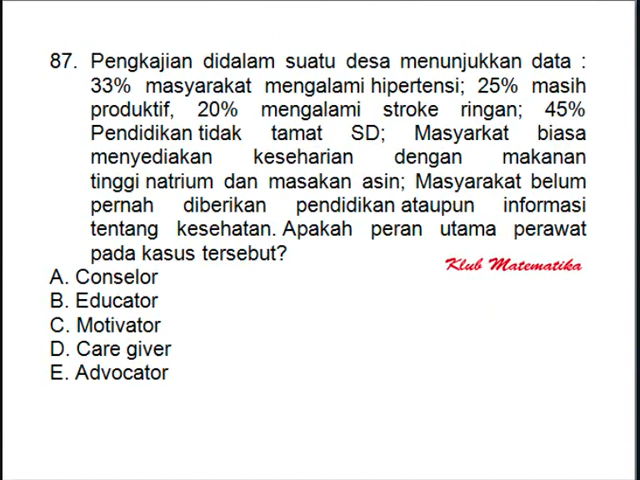 87. Pengkajian didalam suatu desa menunjukkan data :
33% masyarakat mengalami hipertensi; 25% masih
produktif, 20% mengalami stroke ringan; 45%
Pendidikan tidak tamat SD; Masyarkat biasa
menyediakan keseharian dengan makanan
tinggi natrium dan masakan asin; Masyarakat belum
pernah diberikan pendidikan ataupun informasi
tentang kesehatan. Apakah peran utama perawat
pada kasus tersebut?
Klub Matematika
A. Conselor
B. Educator
C. Motivator
D. Care giver
E. Advocator